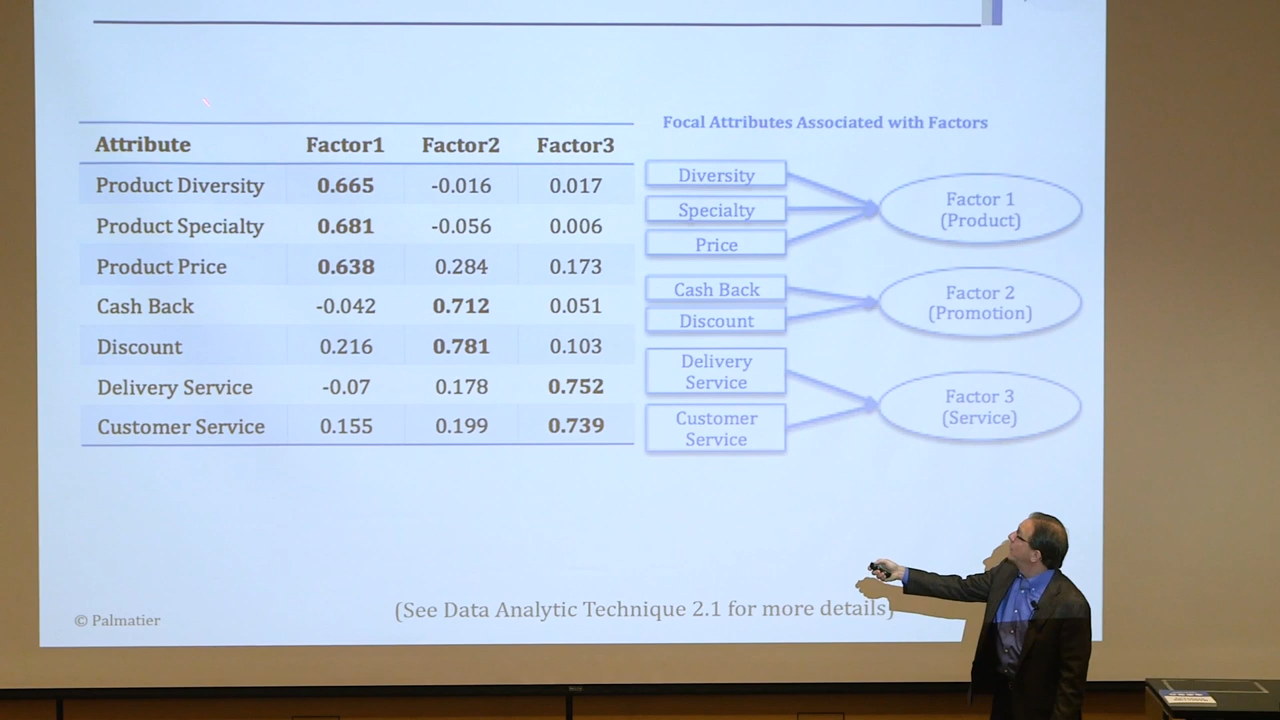 Attribute Factor1 Factor2 Factor3
Product Diversity 0.665 -0.016 0.017
Product Specialty 0.681 -0.056 0.006
Product Price 0.638 0.284 0.173
Cash Back -0.042 0.712 0.051
Discount 0.216 0.781 0.103
Delivery Service -0.07 0.178 0.752
Customer Service 0.155 0.199 0.739
Focal Attributes Associated with Factors
Diversity
Specialty
Price
Factor 1
(Product)
Cash Back
Discount
Factor 2
(Promotion)
Delivery
Service
Customer
Service
Factor 3
(Service)
(See Data Analytic Technique 2.1 for more details)
© Palmatier